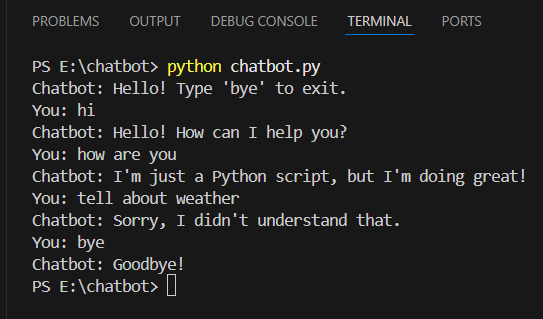 PROBLEMS OUTPUT DEBUG CONSOLE TERMINAL PORTS
PS E:\chatbot> python chatbot.py
Chatbot: Hello! Type 'bye' to exit.
You: hi
Chatbot: Hello! How can I help you?
You: how are you
Chatbot: I'm just a Python script, but I'm doing great!
You: tell about weather
Chatbot: Sorry, I didn't understand that.
You: bye
Chatbot: Goodbye!
PS E:\chatbot>